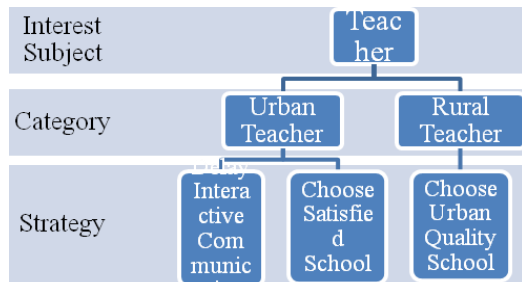 Interest
Subject
Teac
her
Category
Urban
Teacher
Rural
Teacher
Strategy
Delay
Intera
ctive
Com
munic
Choose
Satisfie
d
School
Choose
Urban
Quality
School